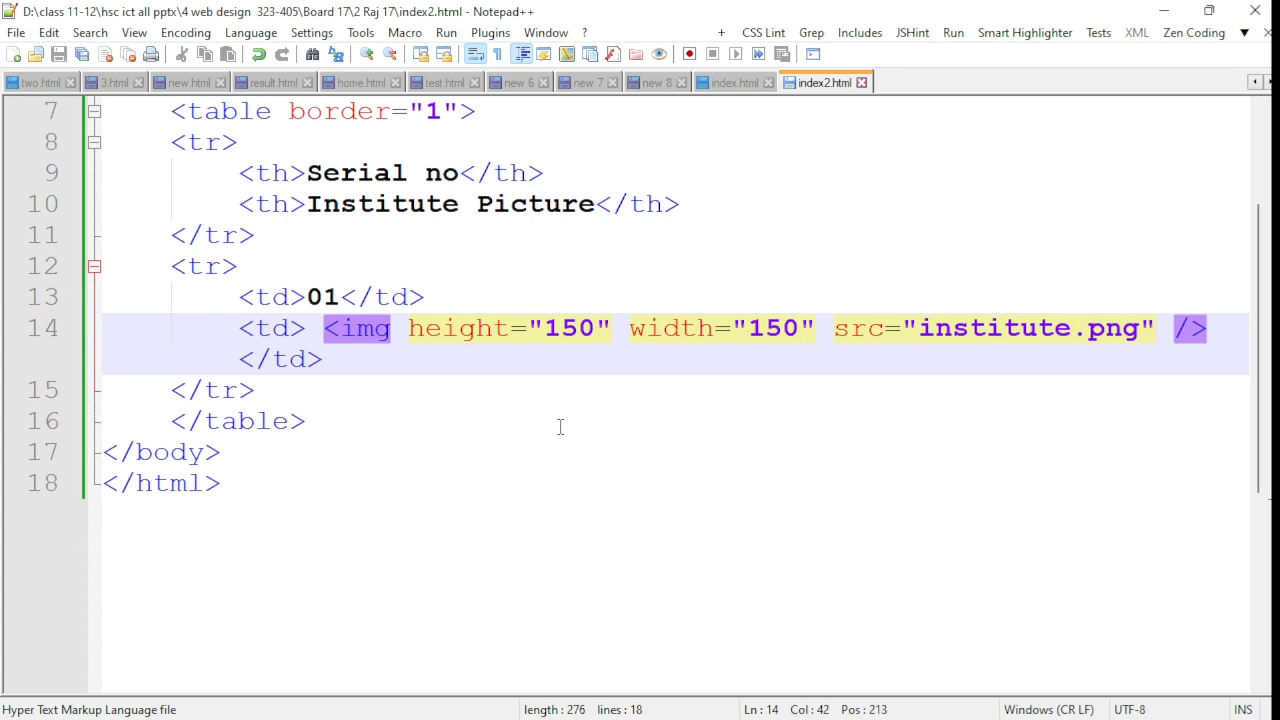 D:\class 11-12\hsc ict all pptx\4 web design 323-405\Board 17\2 Raj 17\index2.html - Notepad++
File Edit Search View Encoding Language Settings Tools Macro Run Plugins Window ? + CSS Lint Grep Includes JSHint Run Smart Highlighter Tests XML Zen Coding
two.html 3.html new.html result.html home.html test.html new 6 new 7 new 8 index.html index2.html
7 <table border="1">
8 <tr>
9 <th>Serial no</th>
10 <th>Institute Picture</th>
11 </tr>
12 <tr>
13 <td>01</td>
14 <td> <img height="150" width="150" src="institute.png" />
</td>
15 </tr>
16 </table>
17 </body>
18 </html>
Hyper Text Markup Language file length : 276 lines : 18 Ln : 14 Col : 42 Pos : 213 Windows (CR LF) UTF-8 INS